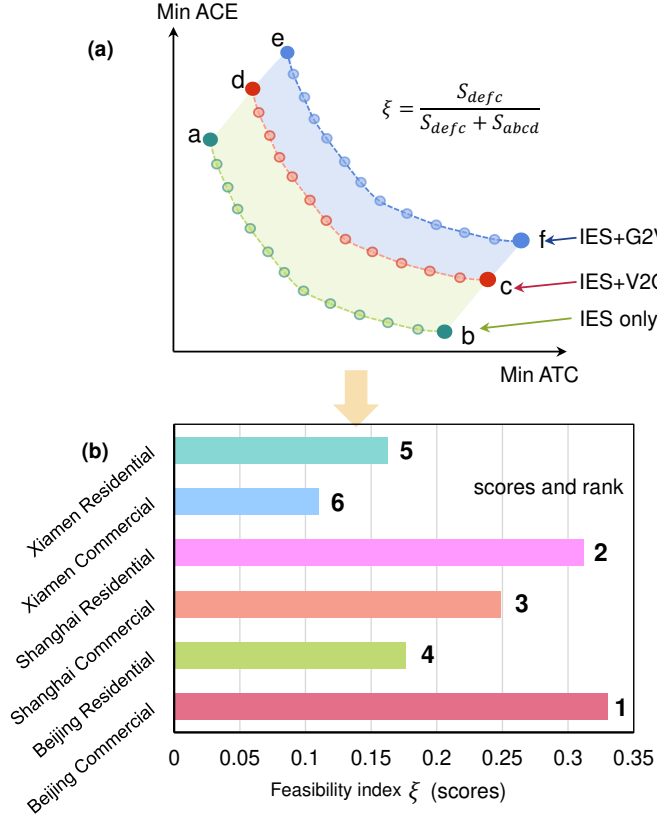 Min ACE
(a)
e
d
a
ξ = S_defc / (S_defc + S_abcd)
f
IES+G2V
c
IES+V2G
b
IES only
Min ATC
(b)
scores and rank
Xiamen Residential
5
Xiamen Commercial
6
Shanghai Residential
2
Shanghai Commercial
3
Beijing Residential
4
Beijing Commercial
1
0 0.05 0.1 0.15 0.2 0.25 0.3 0.35
Feasibility index ξ (scores)